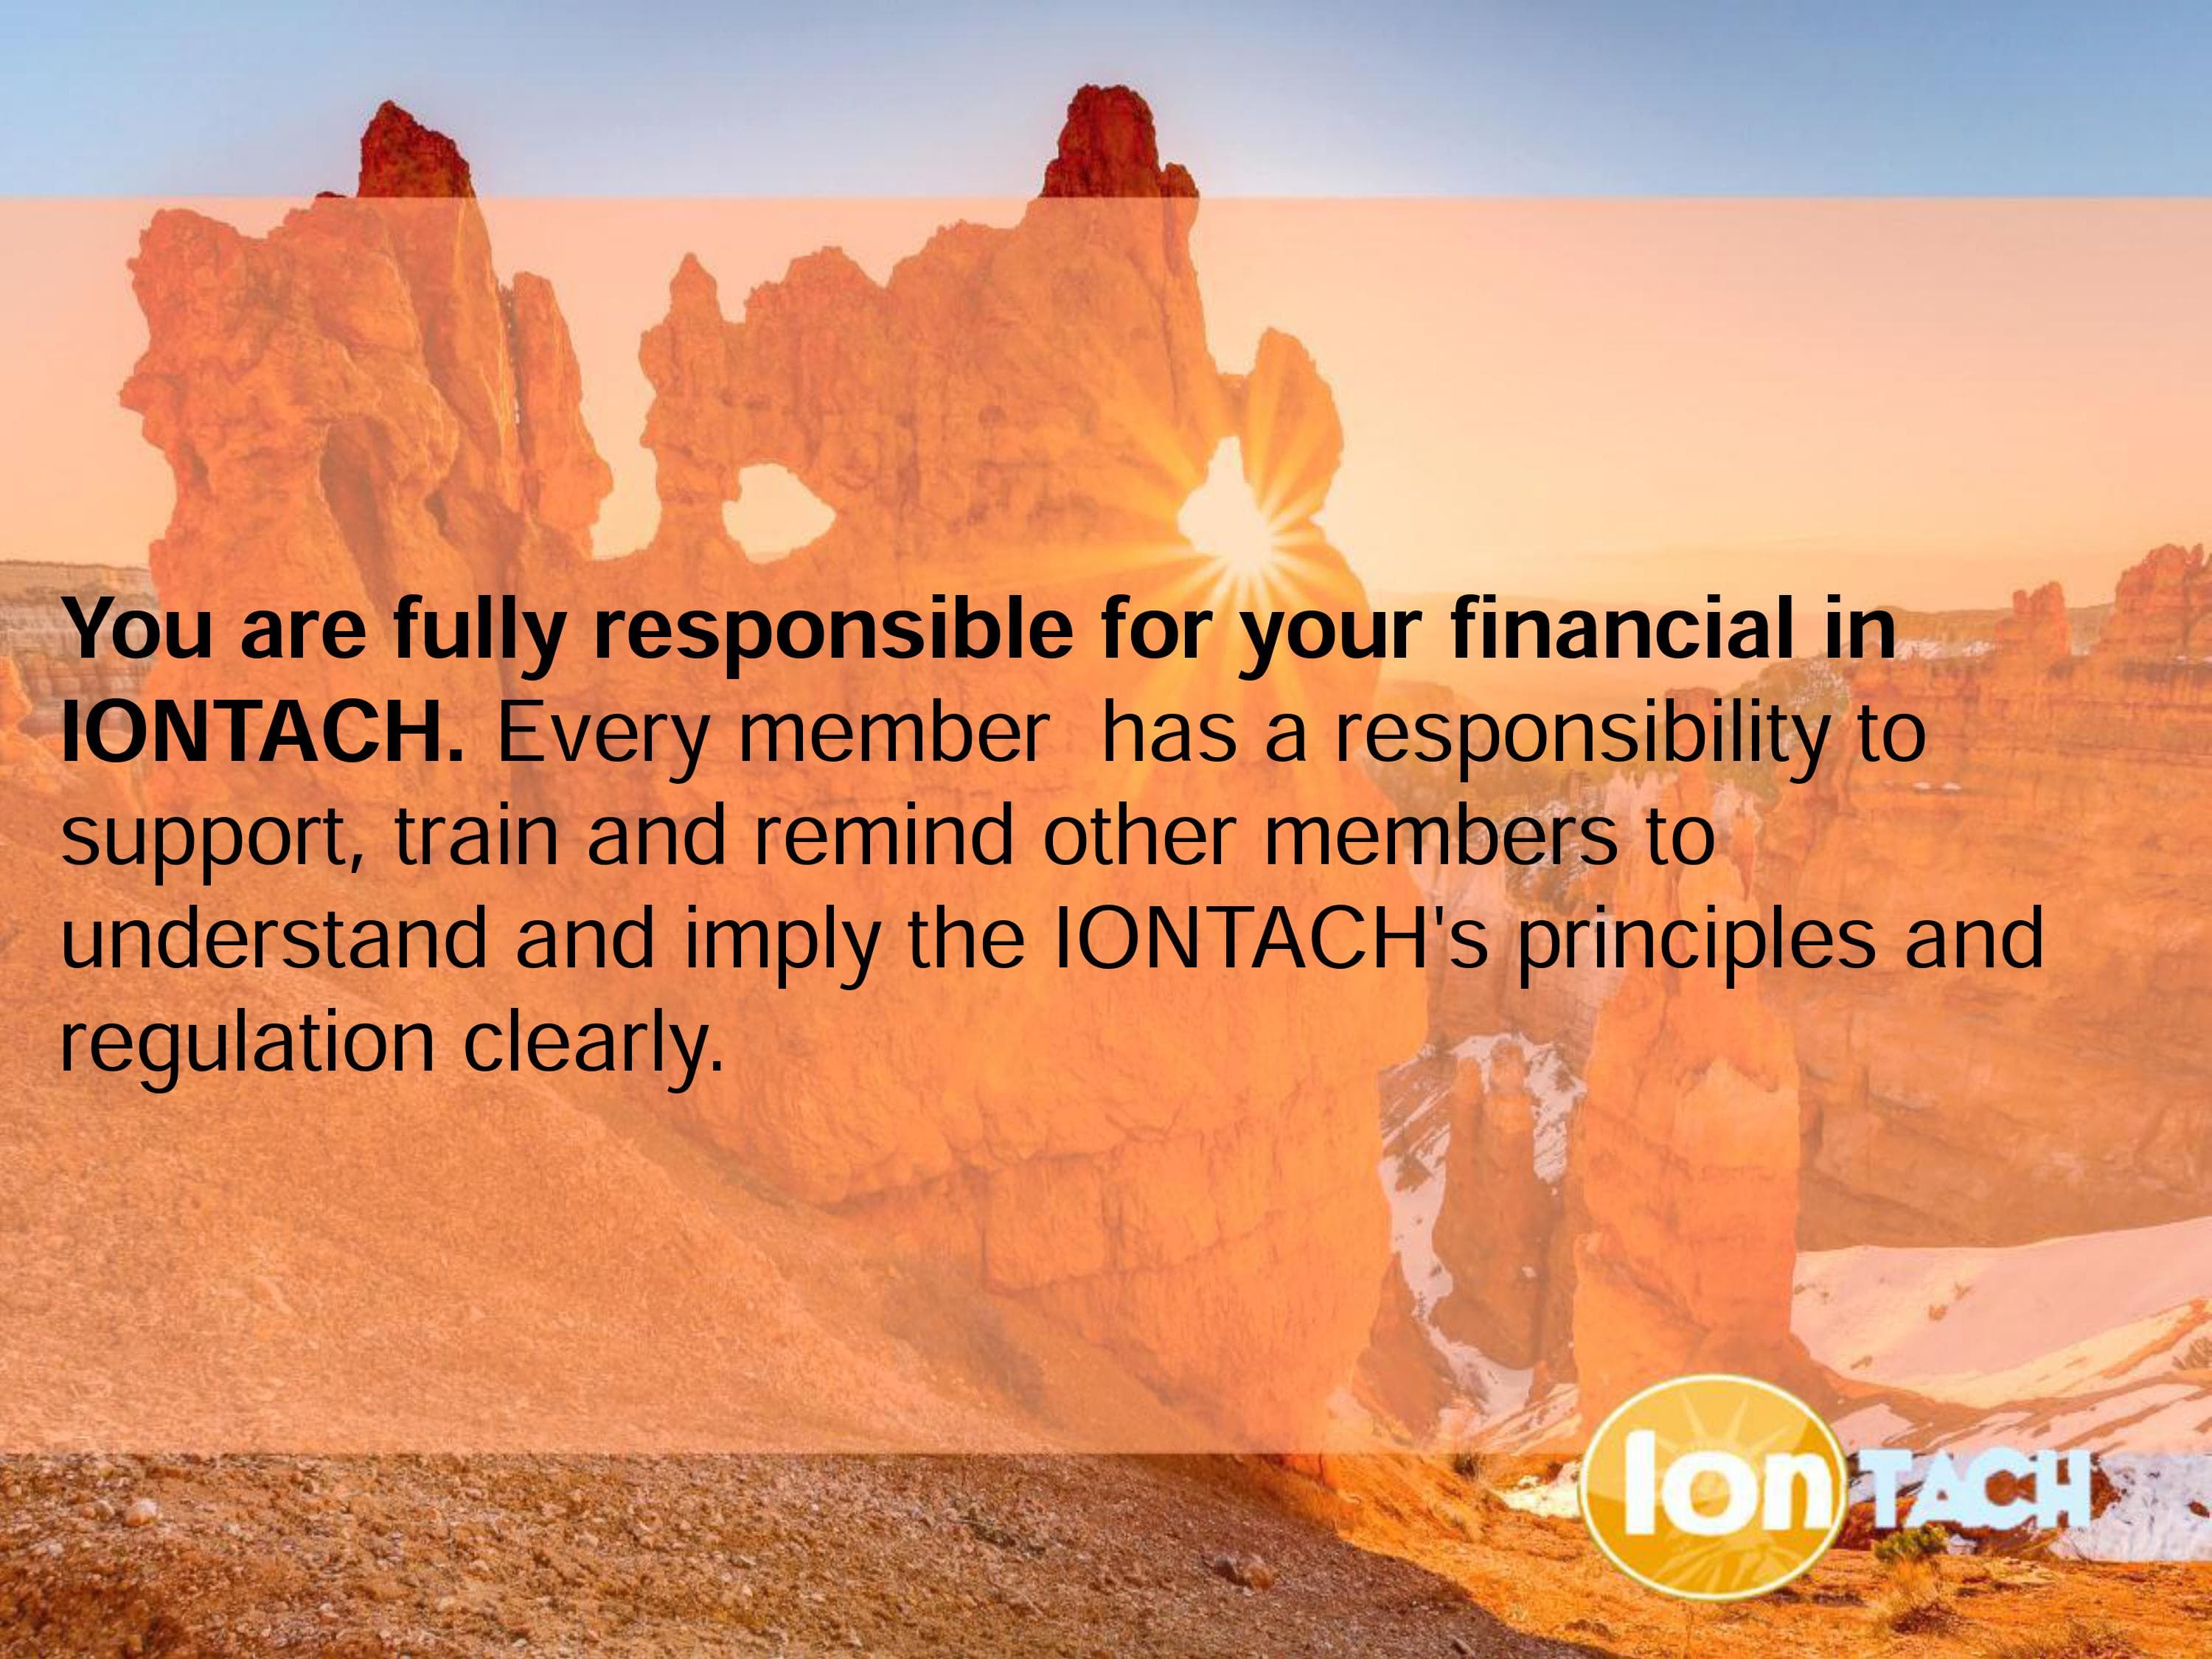 You are fully responsible for your financial in
IONTACH. Every member  has a responsibility to
support, train and remind other members to
understand and imply the IONTACH's principles and
regulation clearly.
Ion TACH